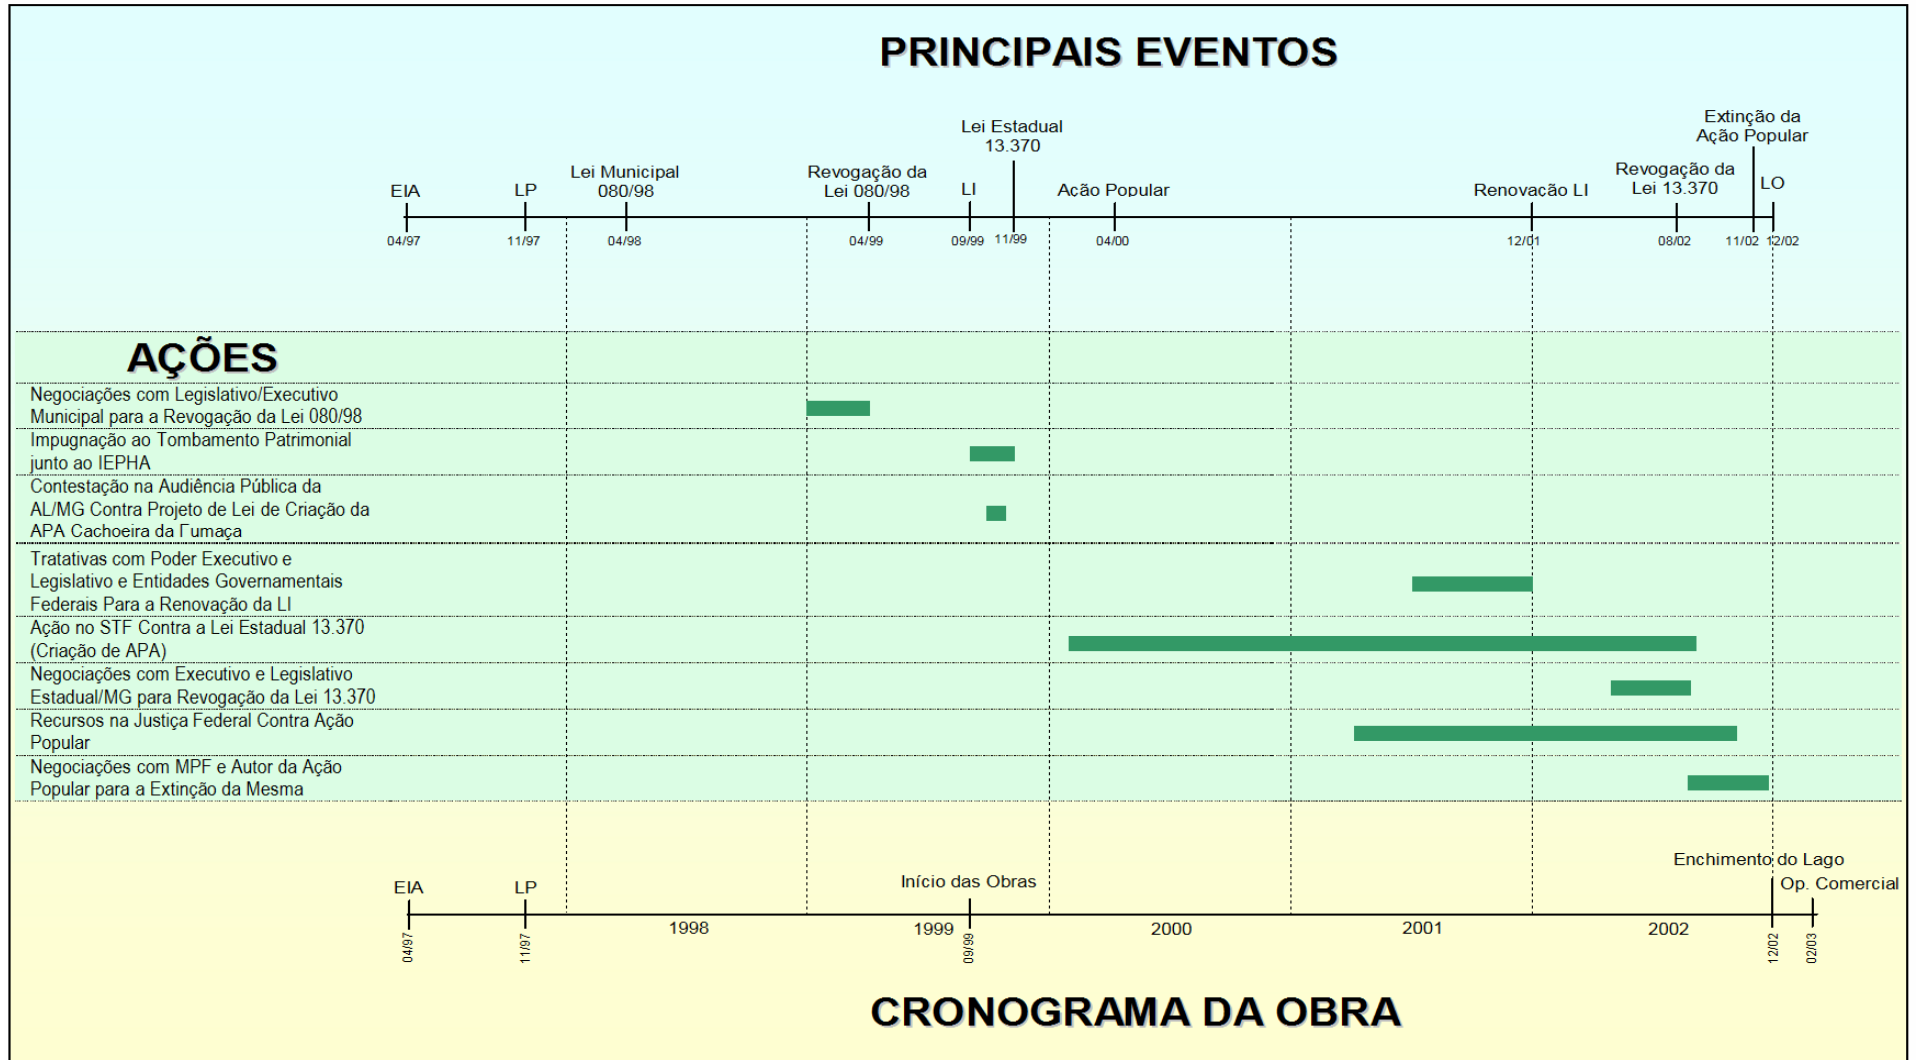 PRINCIPAIS EVENTOS
Extinção da
Ação Popular
Lei Estadual
13.370
Lei Municipal
080/98
Revogação da
Lei 080/98
Revogação da
Lei 13.370
EIA
LP
LI
Ação Popular
Renovação LI
LO
04/97
11/97
04/98
04/99
09/99
11/99
04/00
12/01
08/02
11/02
12/02
AÇÕES
Negociações com Legislativo/Executivo
Municipal para a Revogação da Lei 080/98
Impugnação ao Tombamento Patrimonial
junto ao IEPHA
Contestação na Audiência Pública da
AL/MG Contra Projeto de Lei de Criação da
APA Cachoeira da Fumaça
Tratativas com Poder Executivo e
Legislativo e Entidades Governamentais
Federais Para a Renovação da LI
Ação no STF Contra a Lei Estadual 13.370
(Criação de APA)
Negociações com Executivo e Legislativo
Estadual/MG para Revogação da Lei 13.370
Recursos na Justiça Federal Contra Ação
Popular
Negociações com MPF e Autor da Ação
Popular para a Extinção da Mesma
Enchimento do Lago
EIA
LP
Início das Obras
Op. Comercial
1998
1999
2000
2001
2002
04/97
11/97
09/99
12/02
02/03
CRONOGRAMA DA OBRA